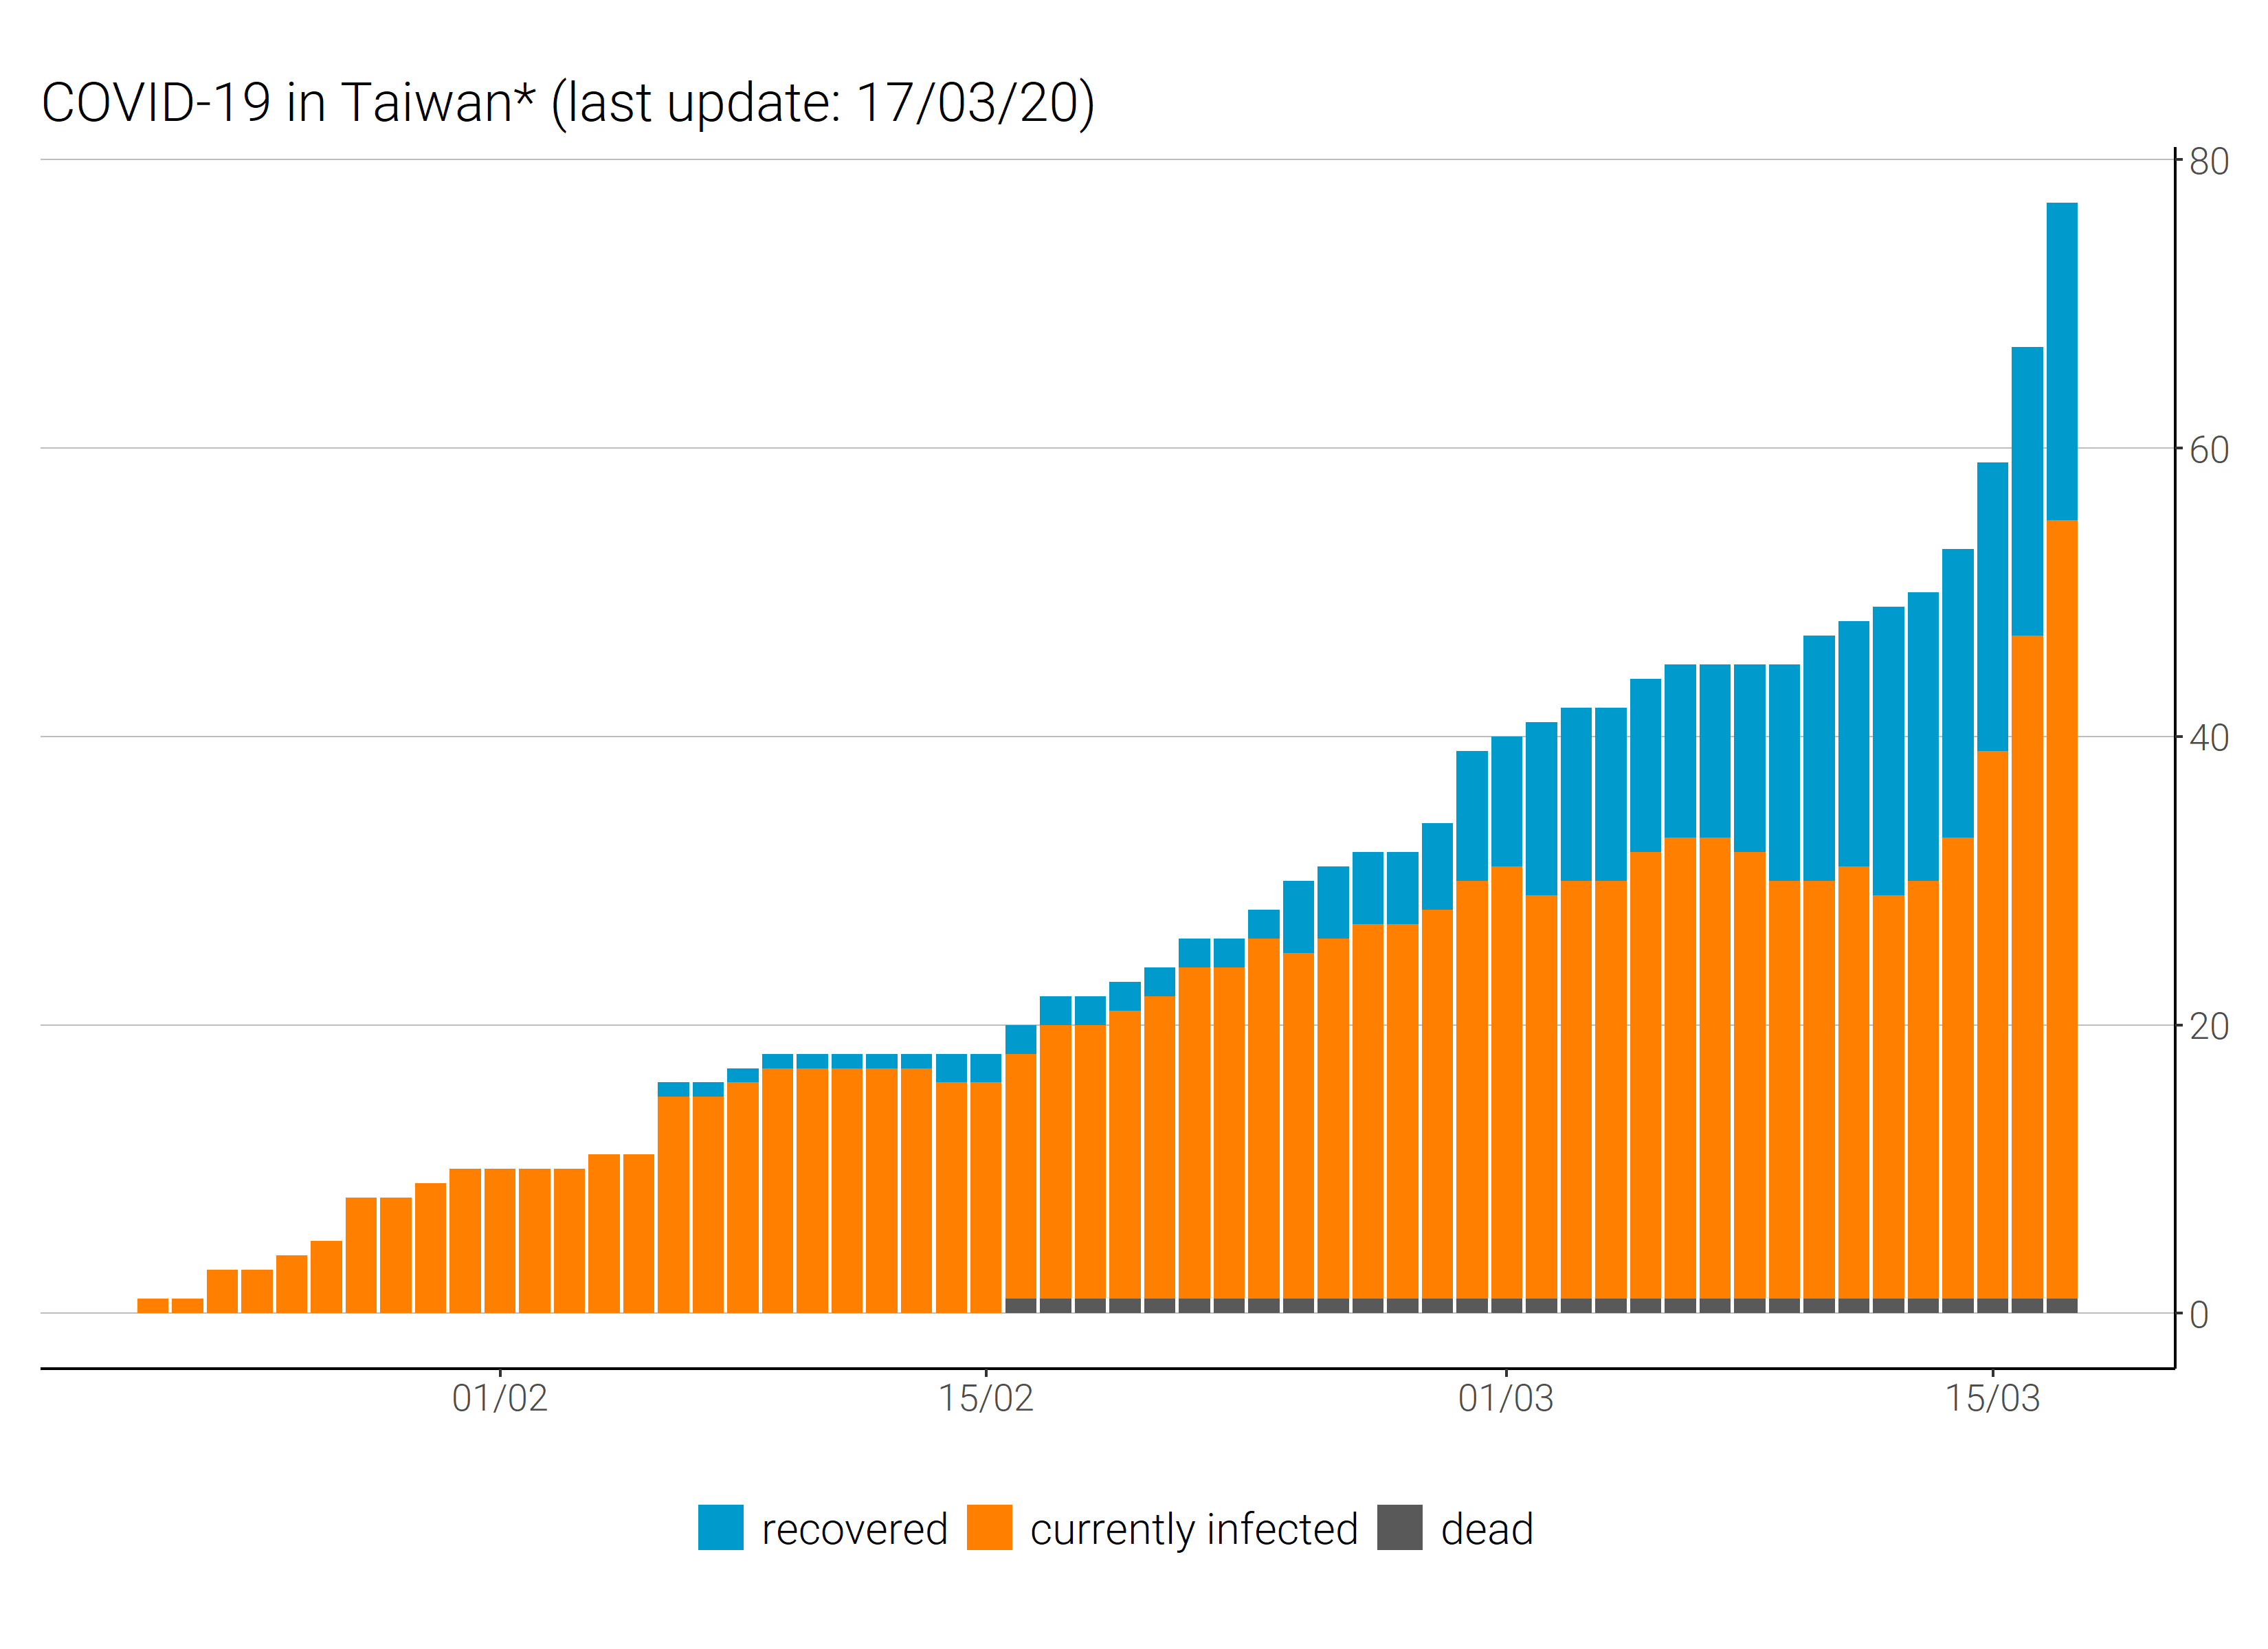 COVID-19 in Taiwan* (last update: 17/03/20)
80
60
40
20
0
01/02 15/02 01/03 15/03
recovered currently infected dead